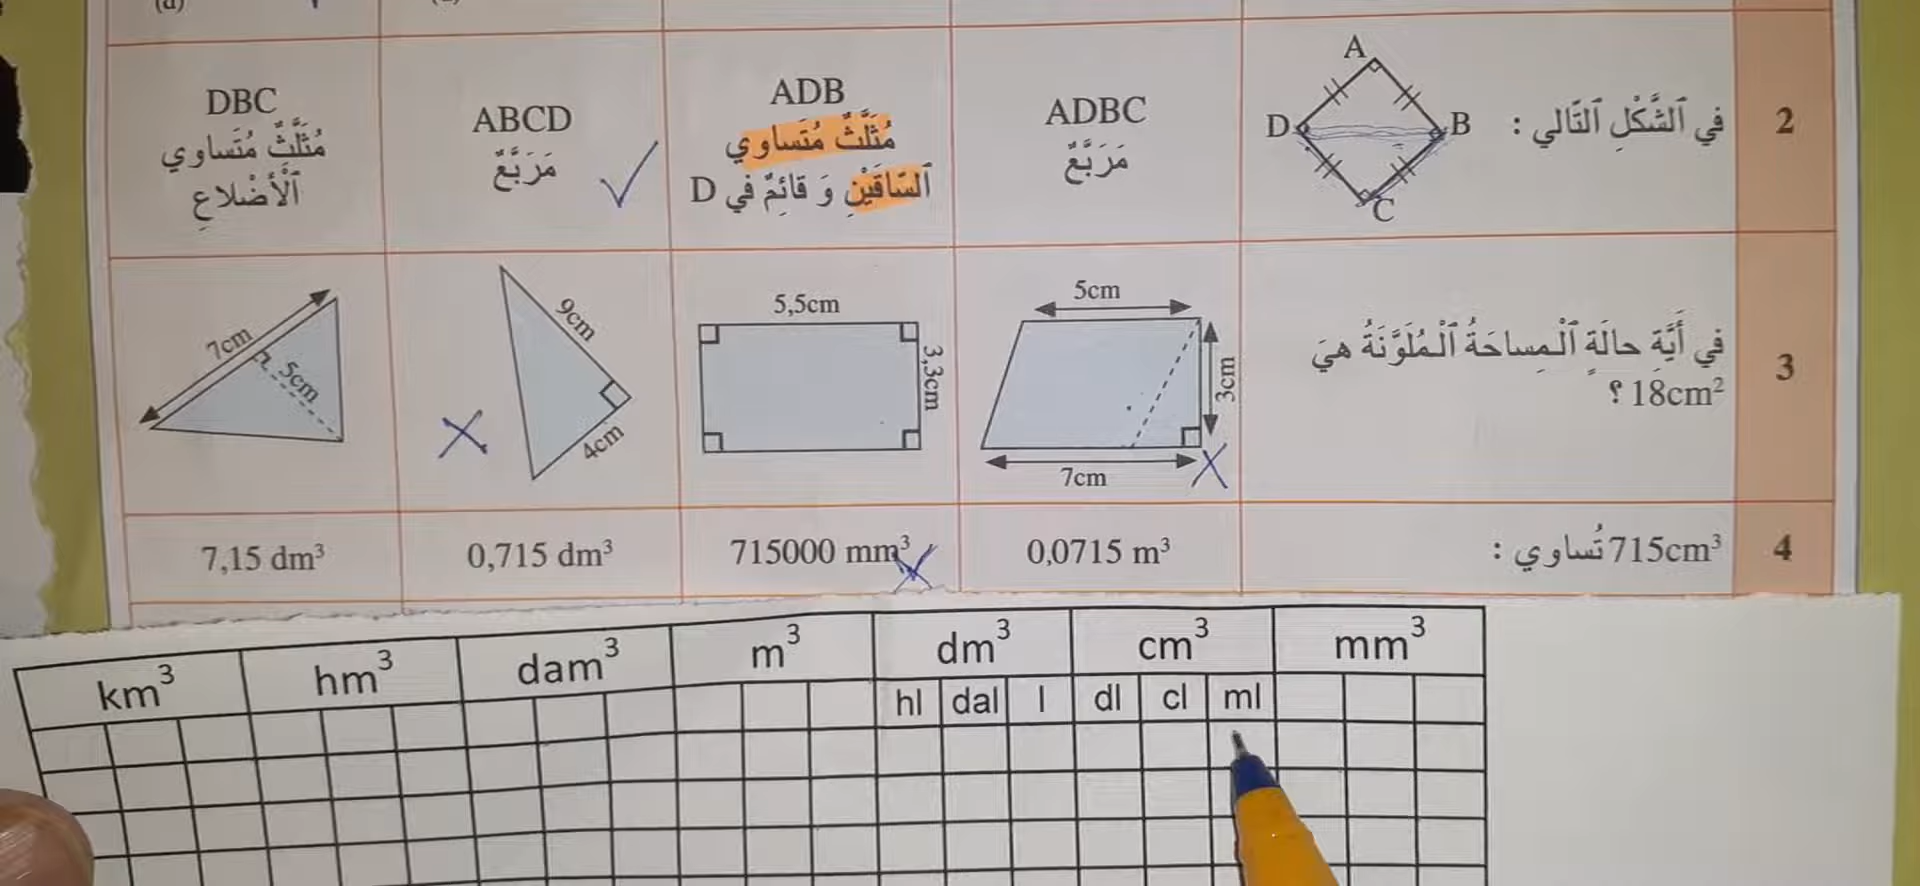 2
في ٱلشَّكْلِ ٱلتّالي :
A
D
B
C
ADBC
مَرَبَّعٌ
ADB
مُثَلَّثٌ مُتَساوي
ٱلسّاقَيْنِ وَ قائِمٌ في D
ABCD
مَرَبَّعٌ
DBC
مُثَلَّثٌ مُتَساوي
ٱلْأَضْلاعِ
3
في أَيَّةِ حالَةٍ ٱلْمِساحَةُ ٱلْمُلَوَّنَةُ هِيَ
18cm² ؟
5cm
3cm
7cm
5,5cm
3,3cm
9cm
4cm
7cm
5cm
4
715cm³ تُساوي :
0,0715 m³
715000 mm³
0,715 dm³
7,15 dm³
km³ hm³ dam³ m³ dm³ cm³ mm³
hl dal l dl cl ml